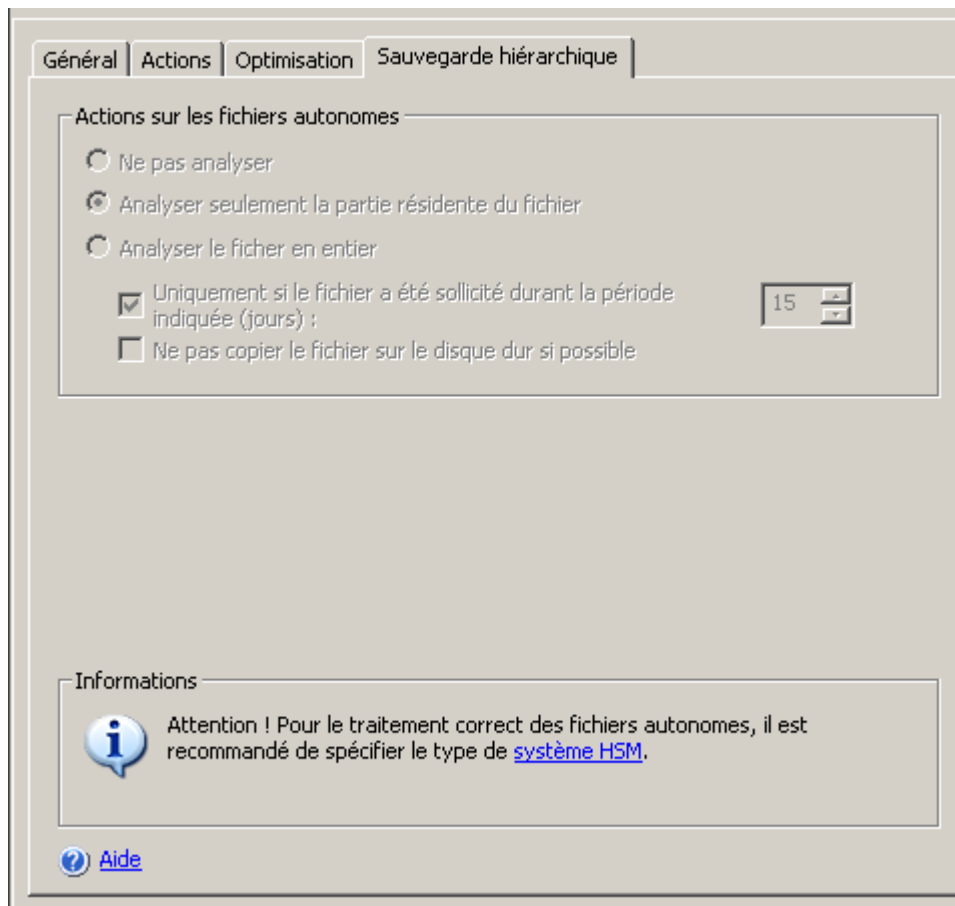 Général Actions Optimisation Sauvegarde hiérarchique
Actions sur les fichiers autonomes
Ne pas analyser
Analyser seulement la partie résidente du fichier
Analyser le ficher en entier
Uniquement si le fichier a été sollicité durant la période
indiquée (jours) :
15
Ne pas copier le fichier sur le disque dur si possible
Informations
Attention ! Pour le traitement correct des fichiers autonomes, il est
recommandé de spécifier le type de système HSM.
Aide